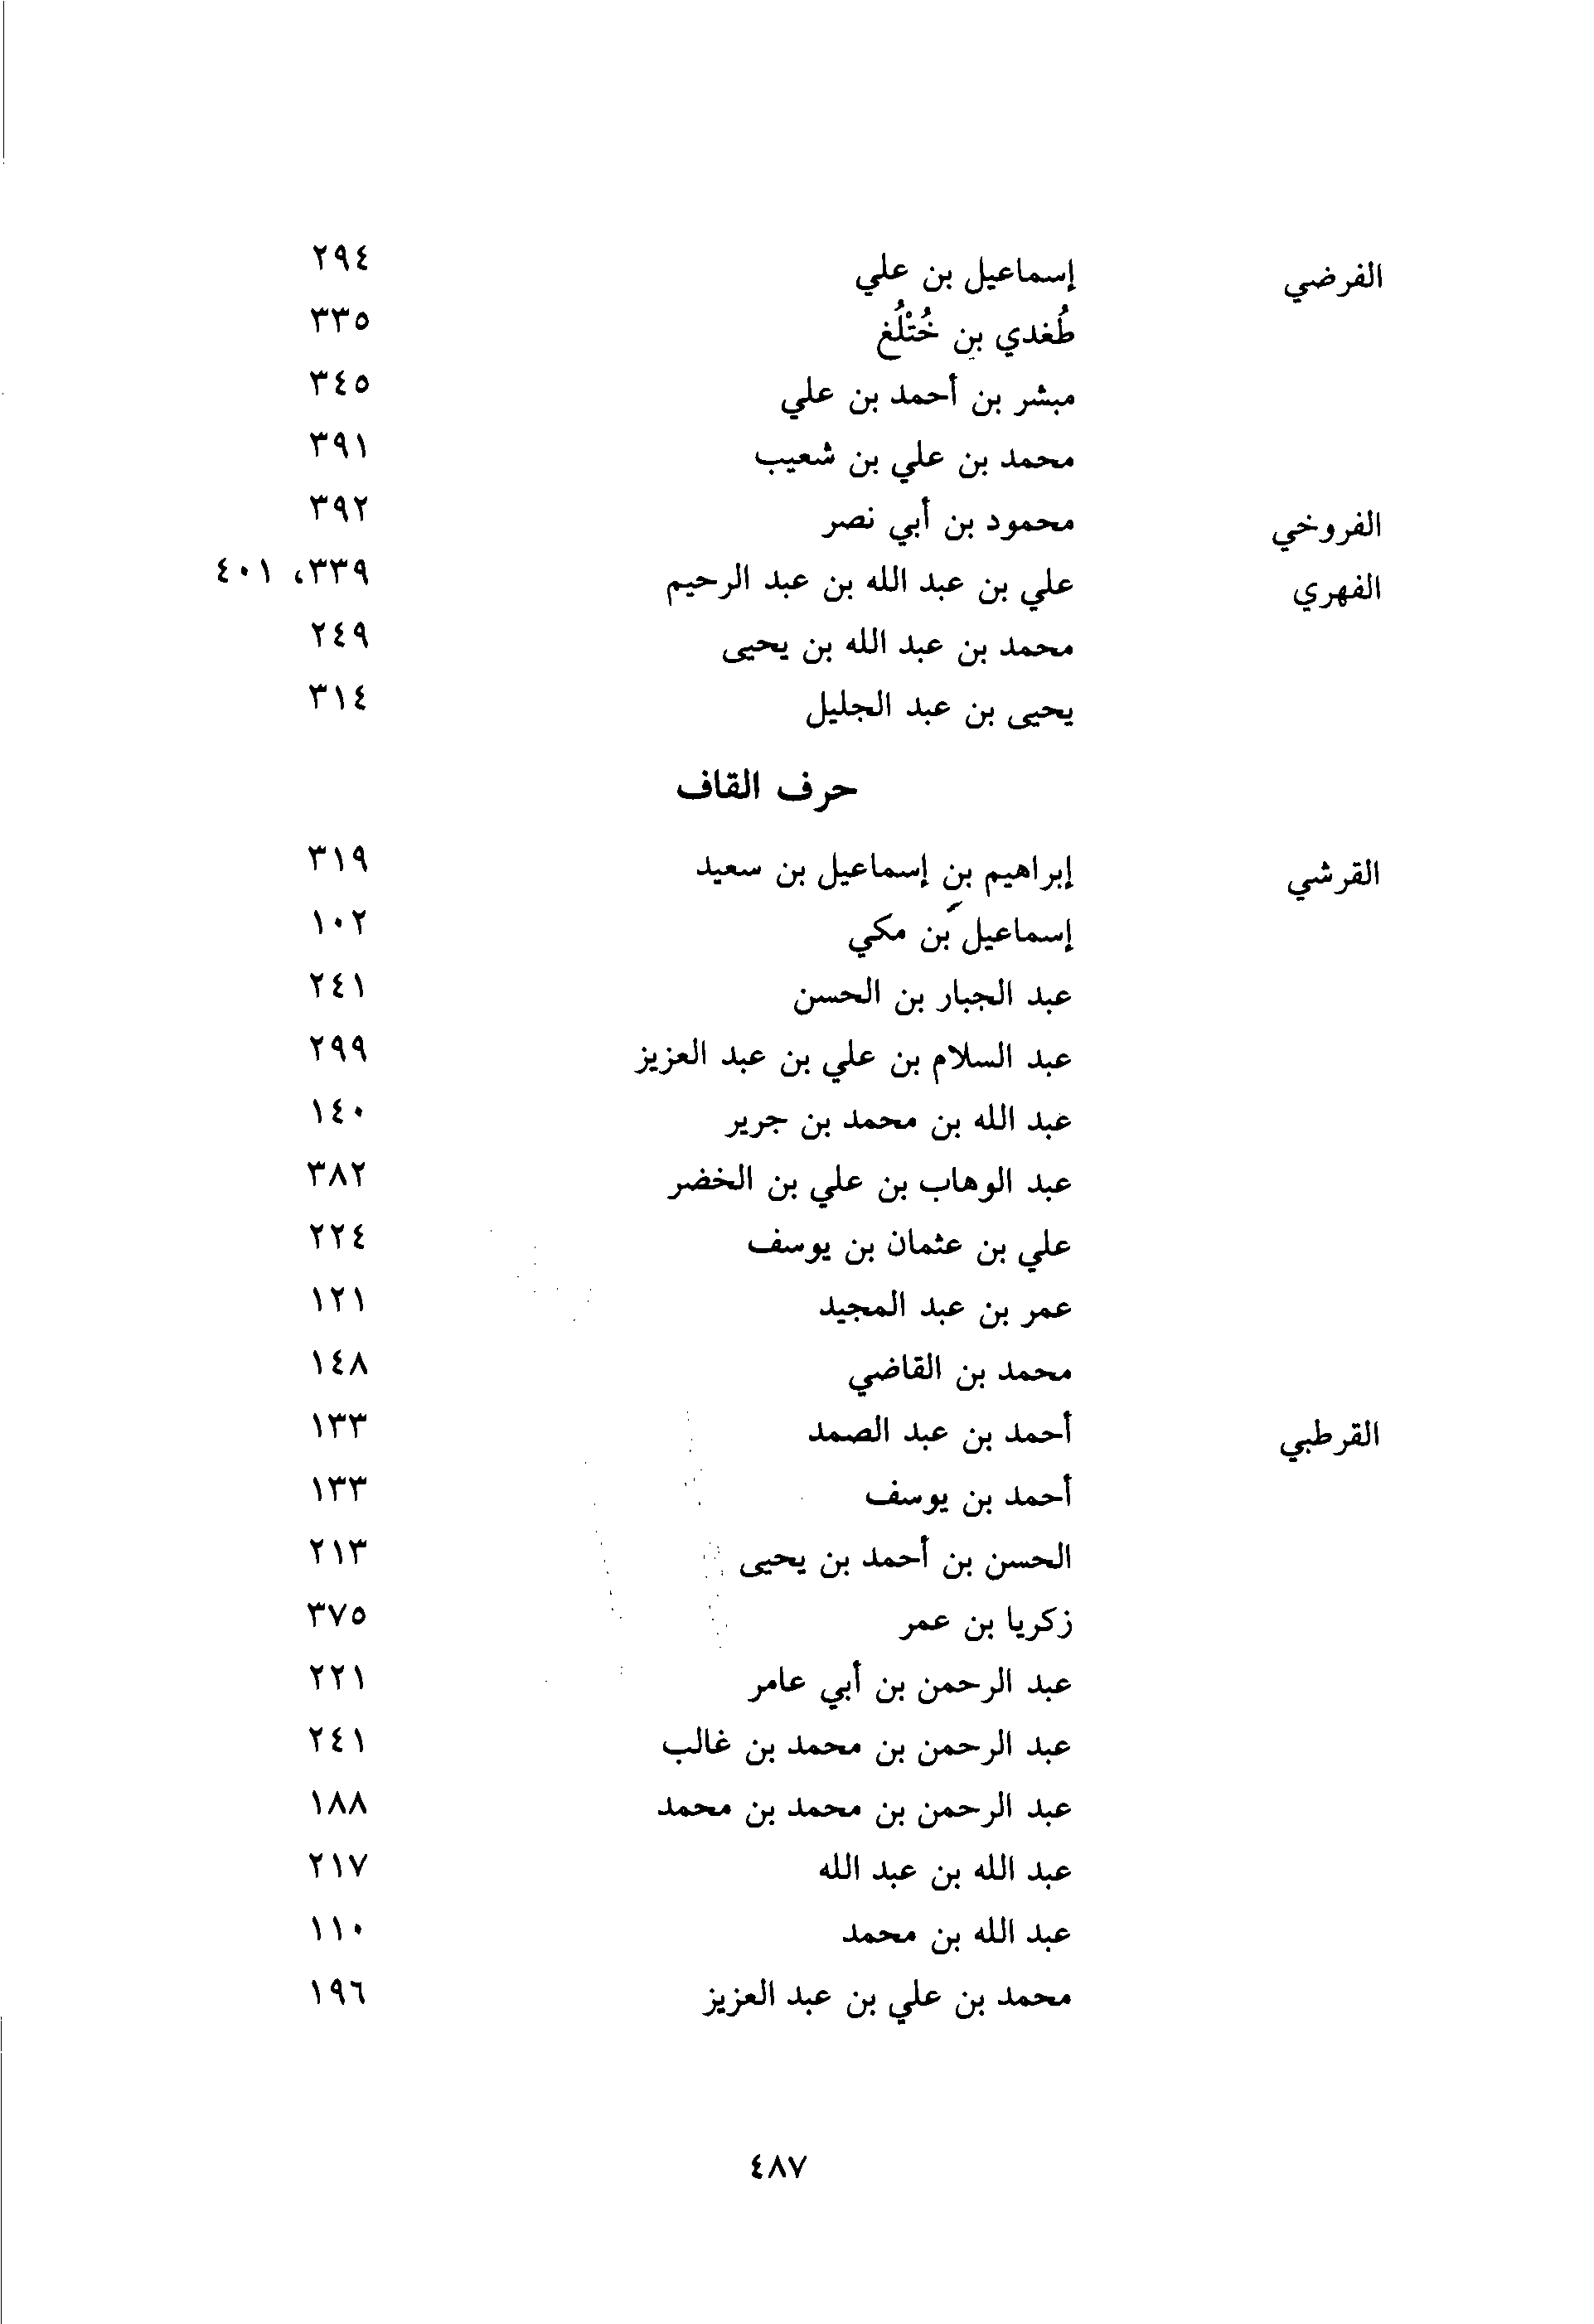 الفرضي إسماعيل بن علي ٢٩٤
طُغدي بن خُتْلُغ ٣٣٥
مبشر بن أحمد بن علي ٣٤٥
محمد بن علي بن شعيب ٣٩١
الفروخي محمود بن أبي نصر ٣٩٢
الفهري علي بن عبد الله بن عبد الرحيم ٣٣٩، ٤٠١
محمد بن عبد الله بن يحيى ٢٤٩
يحيى بن عبد الجليل ٣١٤
حرف القاف
القرشي إبراهيم بن إسماعيل بن سعيد ٣١٩
إسماعيل بن مكي ١٠٢
عبد الجبار بن الحسن ٢٤١
عبد السلام بن علي بن عبد العزيز ٢٩٩
عبد الله بن محمد بن جرير ١٤٠
عبد الوهاب بن علي بن الخضر ٣٨٢
علي بن عثمان بن يوسف ٢٢٤
عمر بن عبد المجيد ١٢١
محمد بن القاضي ١٤٨
القرطبي أحمد بن عبد الصمد ١٣٣
أحمد بن يوسف ١٣٣
الحسن بن أحمد بن يحيى ٢١٣
زكريا بن عمر ٣٧٥
عبد الرحمن بن أبي عامر ٢٢١
عبد الرحمن بن محمد بن غالب ٢٤١
عبد الرحمن بن محمد بن محمد ١٨٨
عبد الله بن عبد الله ٢١٧
عبد الله بن محمد ١١٠
محمد بن علي بن عبد العزيز ١٩٦
٤٨٧